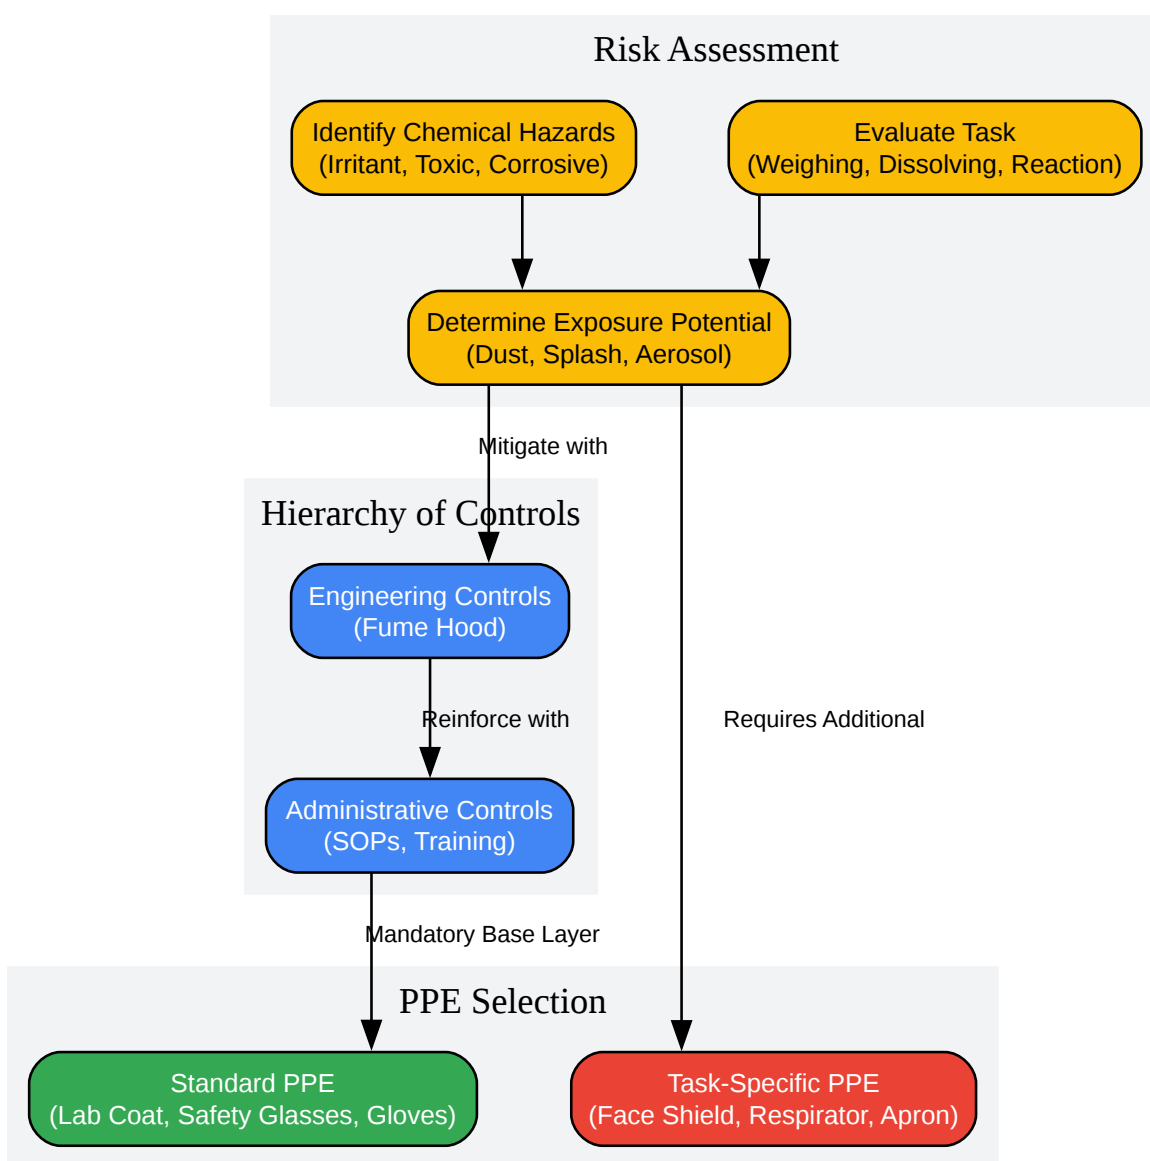 Risk Assessment
Identify Chemical Hazards
(Irritant, Toxic, Corrosive)
Evaluate Task
(Weighing, Dissolving, Reaction)
Determine Exposure Potential
(Dust, Splash, Aerosol)
Mitigate with
Hierarchy of Controls
Engineering Controls
(Fume Hood)
Reinforce with
Requires Additional
Administrative Controls
(SOPs, Training)
Mandatory Base Layer
PPE Selection
Standard PPE
(Lab Coat, Safety Glasses, Gloves)
Task-Specific PPE
(Face Shield, Respirator, Apron)